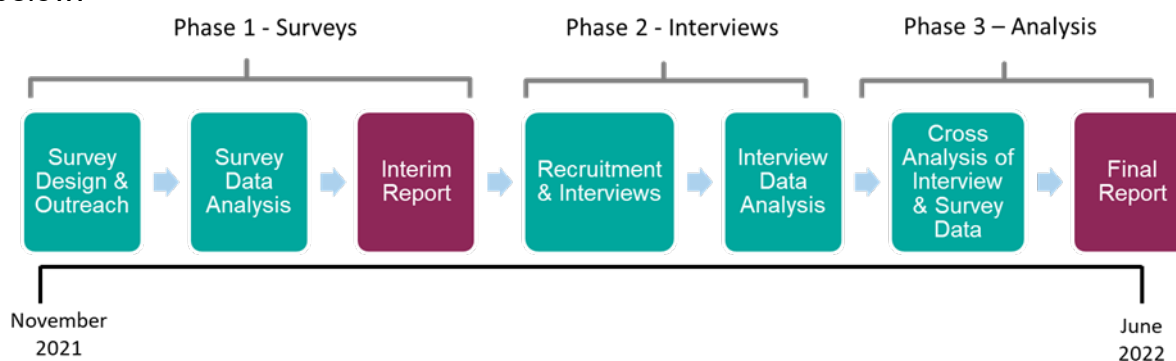 Phase 1 - Surveys
Phase 2 - Interviews
Phase 3 – Analysis
Survey
Design &
Outreach
Survey
Data
Analysis
Interim
Report
Recruitment
& Interviews
Interview
Data
Analysis
Cross
Analysis of
Interview
& Survey
Data
Final
Report
November
2021
June
2022